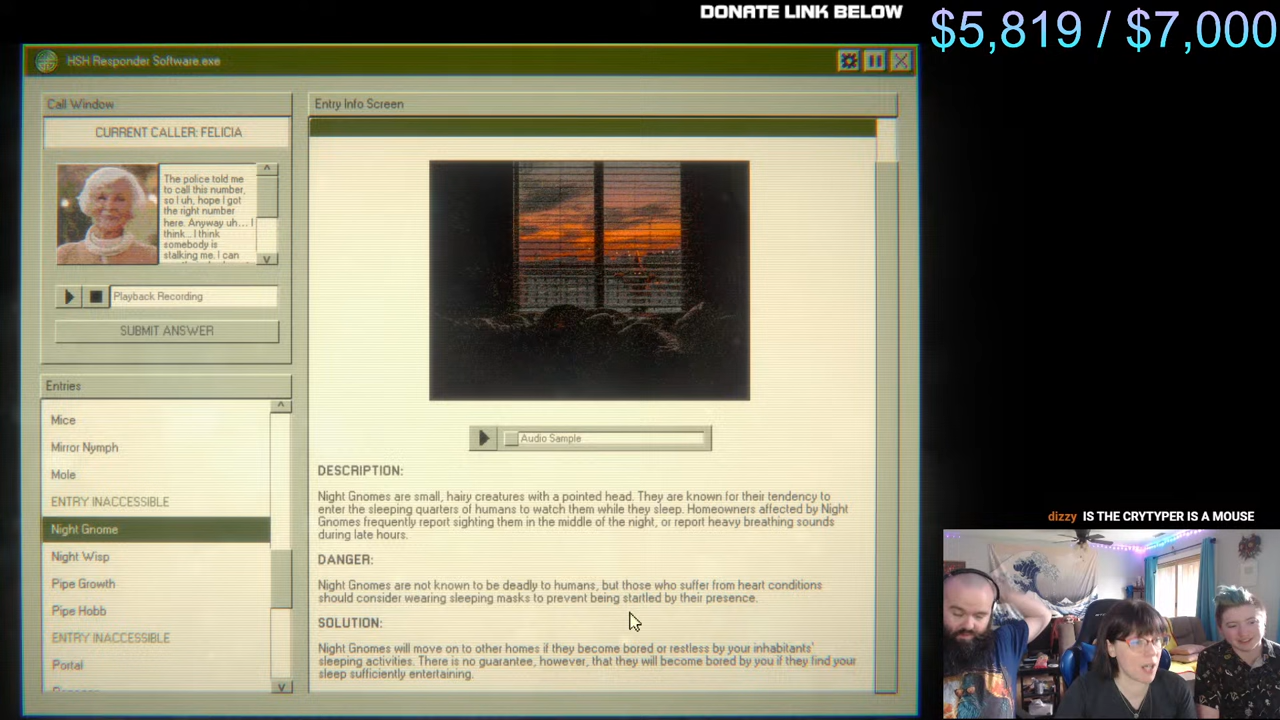 DONATE LINK BELOW
$5,819 / $7,000
HSH Responder Software.exe
Call Window
CURRENT CALLER: FELICIA
The police told me
to call this number,
so I uh, hope I got
the right number
here. Anyway uh... I
think... I think
somebody is
stalking me. I can
Playback Recording
SUBMIT ANSWER
Entries
Mice
Mirror Nymph
Mole
ENTRY INACCESSIBLE
Night Gnome
Night Wisp
Pipe Growth
Pipe Hobb
ENTRY INACCESSIBLE
Portal
Entry Info Screen
Audio Sample
DESCRIPTION:
Night Gnomes are small, hairy creatures with a pointed head. They are known for their tendency to
enter the sleeping quarters of humans to watch them while they sleep. Homeowners affected by Night
Gnomes frequently report sighting them in the middle of the night, or report heavy breathing sounds
during late hours.
DANGER:
Night Gnomes are not known to be deadly to humans, but those who suffer from heart conditions
should consider wearing sleeping masks to prevent being startled by their presence.
SOLUTION:
Night Gnomes will move on to other homes if they become bored or restless by your inhabitants'
sleeping activities. There is no guarantee, however, that they will become bored by you if they find your
sleep sufficiently entertaining.
dizzy IS THE CRYTYPER IS A MOUSE